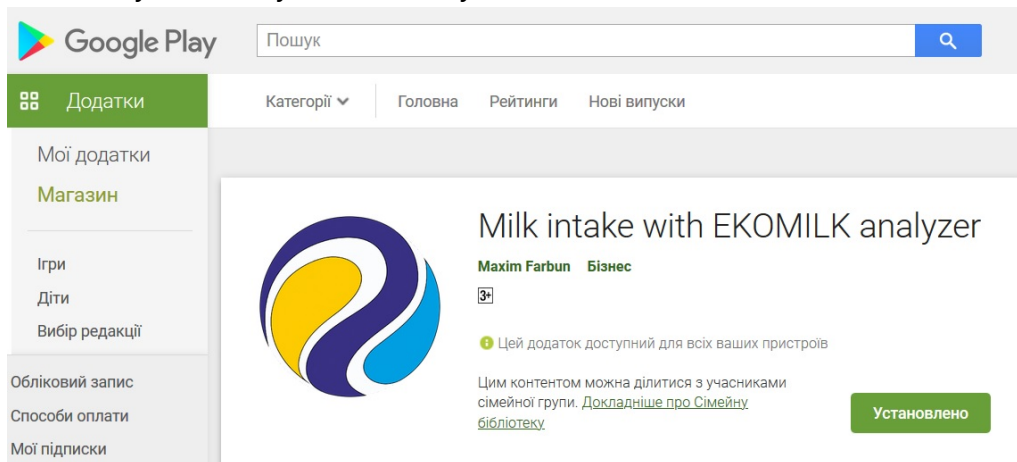 Google Play
Пошук
Додатки
Категорії
Головна
Рейтинги
Нові випуски
Мої додатки
Магазин
Ігри
Діти
Вибір редакції
Обліковий запис
Способи оплати
Мої підписки
Milk intake with EKOMILK analyzer
Maxim Farbun Бізнес
3+
Цей додаток доступний для всіх ваших пристроїв
Цим контентом можна ділитися з учасниками
сімейної групи. Докладніше про Сімейну
бібліотеку
Установлено